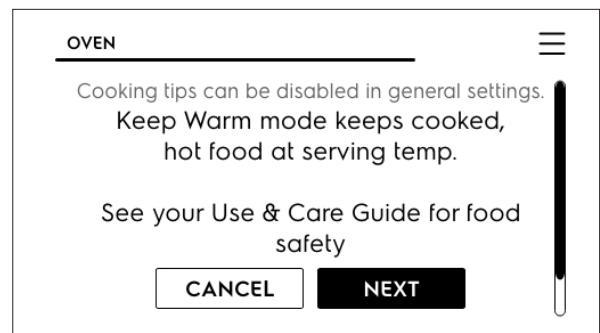 OVEN
Cooking tips can be disabled in general settings.
Keep Warm mode keeps cooked,
hot food at serving temp.
See your Use & Care Guide for food
safety
CANCEL NEXT